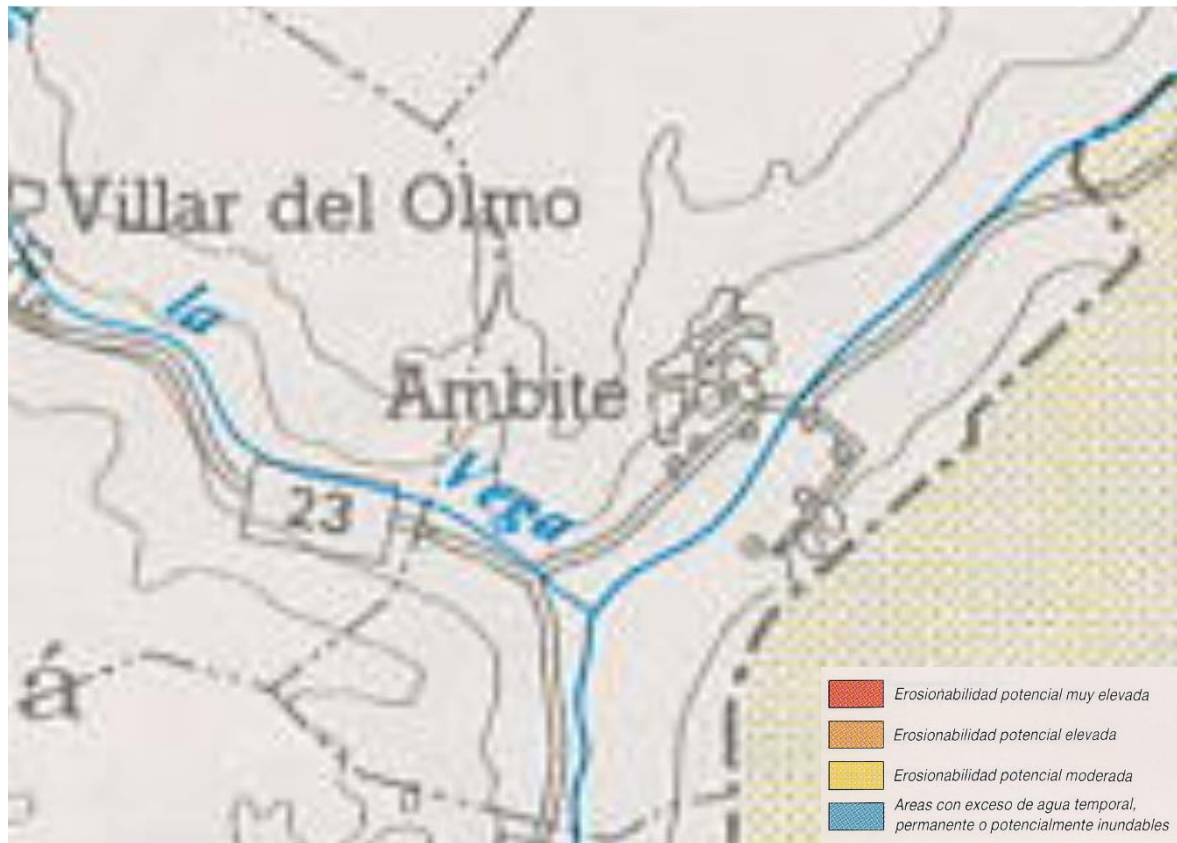 Villar del Olmo
la
Ambite
Vega
23
á
Erosionabilidad potencial muy elevada
Erosionabilidad potencial elevada
Erosionabilidad potencial moderada
Areas con exceso de agua temporal,
permanente o potencialmente inundables